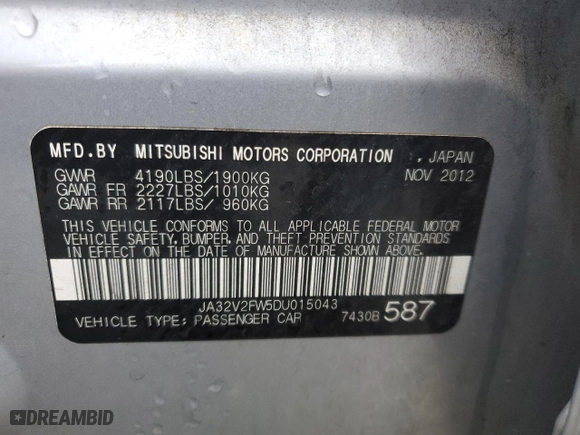 MFD.BY MITSUBISHI MOTORS CORPORATION JAPAN
GVWR 4190LBS/1900KG NOV 2012
GAWR FR 2227LBS/1010KG
GAWR RR 2117LBS/ 960KG
THIS VEHICLE CONFORMS TO ALL APPLICABLE FEDERAL MOTOR
VEHICLE SAFETY, BUMPER, AND THEFT PREVENTION STANDARDS
IN EFFECT ON THE DATE OF MANUFACTURE SHOWN ABOVE.
JA32V2FW5DU015043
VEHICLE TYPE: PASSENGER CAR 7430B 587
DREAMBID